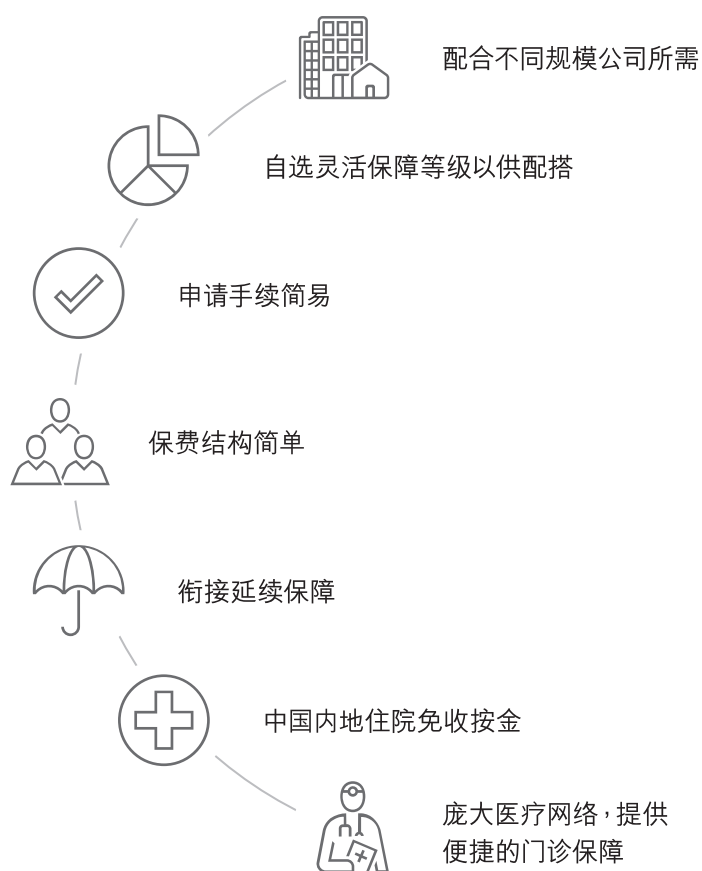 配合不同规模公司所需
自选灵活保障等级以供配搭
申请手续简易
保费结构简单
衔接延续保障
中国内地住院免收按金
庞大医疗网络，提供
便捷的门诊保障